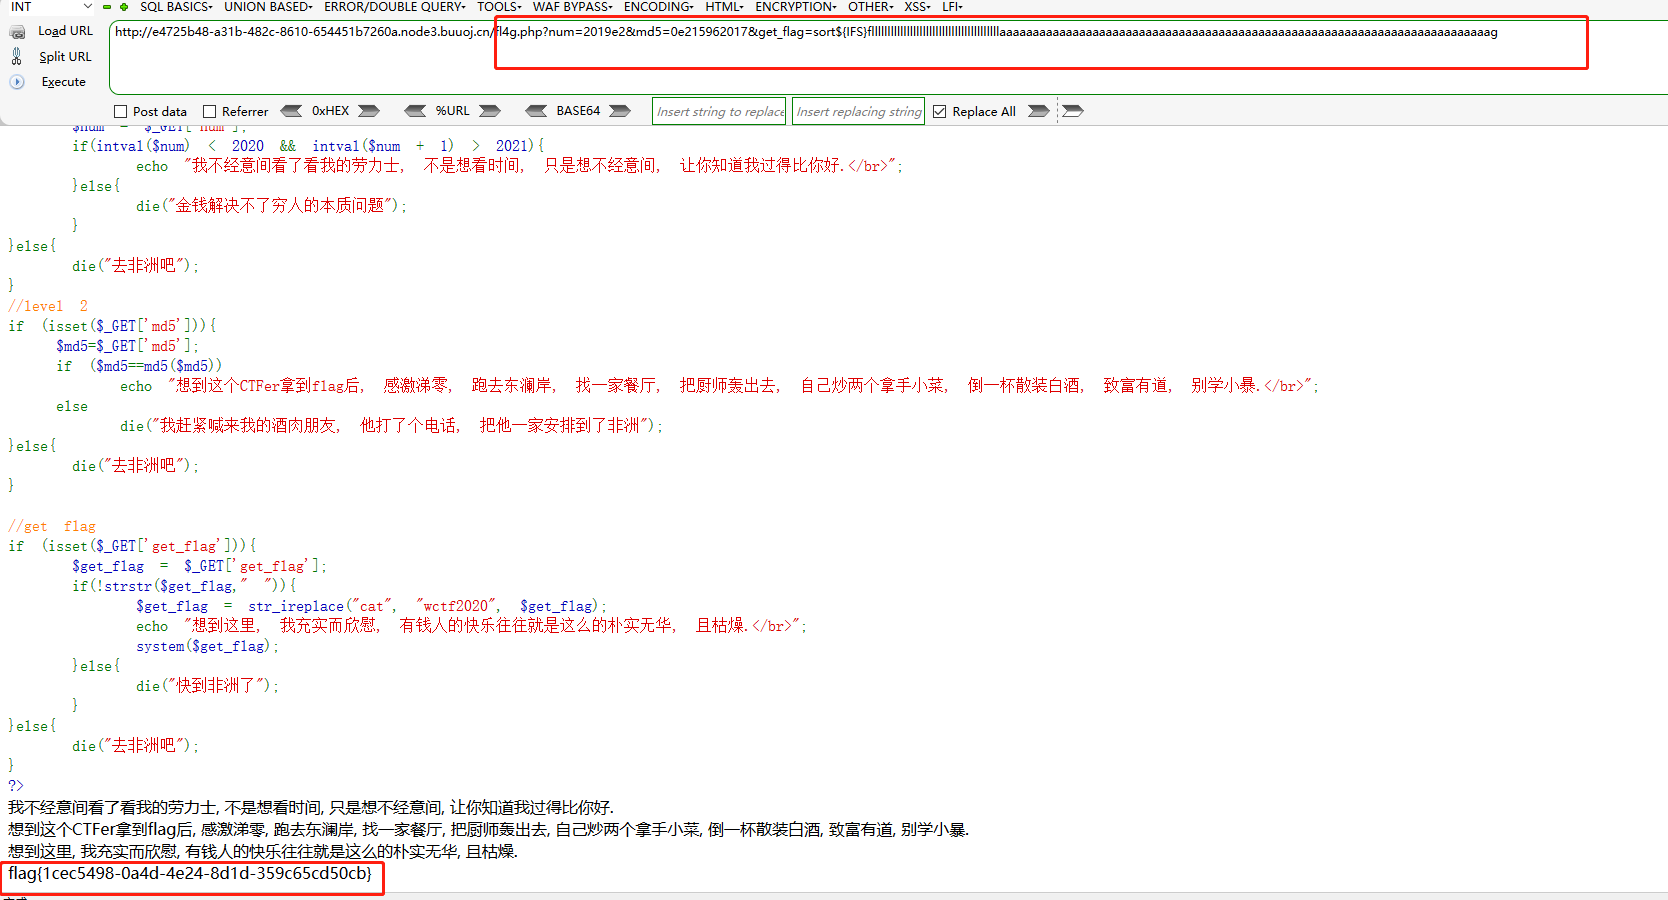 INT SQL BASICS▾ UNION BASED▾ ERROR/DOUBLE QUERY▾ TOOLS▾ WAF BYPASS▾ ENCODING▾ HTML▾ ENCRYPTION▾ OTHER▾ XSS▾ LFI▾
Load URL
Split URL
Execute
Post data Referrer 0xHEX %URL BASE64 Insert string to replace Insert replacing string Replace All
$num = $_GET['num'];
if(intval($num) < 2020 && intval($num + 1) > 2021){
echo "我不经意间看了看我的劳力士, 不是想看时间, 只是想不经意间, 让你知道我过得比你好.</br>";
}else{
die("金钱解决不了穷人的本质问题");
}
}else{
die("去非洲吧");
}
//level 2
if (isset($_GET['md5'])){
$md5=$_GET['md5'];
if ($md5==md5($md5))
echo "想到这个CTFer拿到flag后, 感激涕零, 跑去东澜岸, 找一家餐厅, 把厨师轰出去, 自己炒两个拿手小菜, 倒一杯散装白酒, 致富有道, 别学小暴.</br>";
else
die("我赶紧喊来我的酒肉朋友, 他打了个电话, 把他一家安排到了非洲");
}else{
die("去非洲吧");
}
//get flag
if (isset($_GET['get_flag'])){
$get_flag = $_GET['get_flag'];
if(!strstr($get_flag," ")){
$get_flag = str_ireplace("cat", "wctf2020", $get_flag);
echo "想到这里, 我充实而欣慰, 有钱人的快乐往往就是这么的朴实无华, 且枯燥.</br>";
system($get_flag);
}else{
die("快到非洲了");
}
}else{
die("去非洲吧");
}
?>
我不经意间看了看我的劳力士, 不是想看时间, 只是想不经意间, 让你知道我过得比你好.
想到这个CTFer拿到flag后, 感激涕零, 跑去东澜岸, 找一家餐厅, 把厨师轰出去, 自己炒两个拿手小菜, 倒一杯散装白酒, 致富有道, 别学小暴.
想到这里, 我充实而欣慰, 有钱人的快乐往往就是这么的朴实无华, 且枯燥.
flag{1cec5498-0a4d-4e24-8d1d-359c65cd50cb}